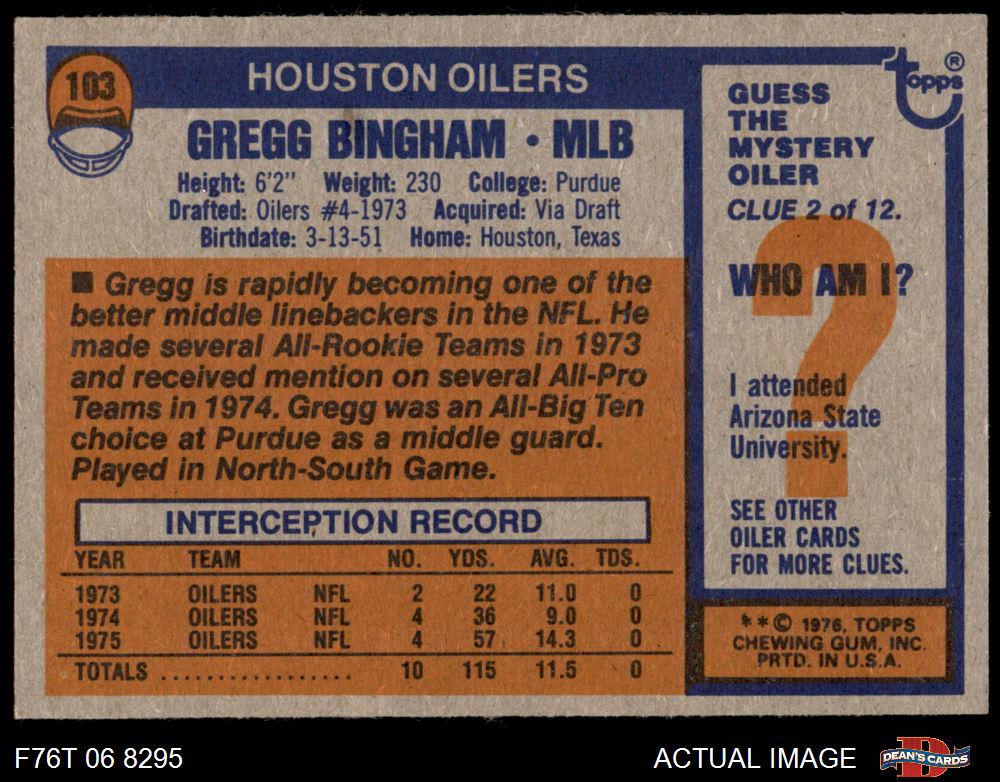 103
HOUSTON OILERS
GREGG BINGHAM • MLB
Height: 6'2" Weight: 230 College: Purdue
Drafted: Oilers #4-1973 Acquired: Via Draft
Birthdate: 3-13-51 Home: Houston, Texas
■ Gregg is rapidly becoming one of the
better middle linebackers in the NFL. He
made several All-Rookie Teams in 1973
and received mention on several All-Pro
Teams in 1974. Gregg was an All-Big Ten
choice at Purdue as a middle guard.
Played in North-South Game.
INTERCEPTION RECORD
YEAR TEAM NO. YDS. AVG. TDS.
1973 OILERS NFL 2 22 11.0 0
1974 OILERS NFL 4 36 9.0 0
1975 OILERS NFL 4 57 14.3 0
TOTALS ................. 10 115 11.5 0
topps®
GUESS
THE
MYSTERY
OILER
CLUE 2 of 12.
?
WHO AM I?
I attended
Arizona State
University.
SEE OTHER
OILER CARDS
FOR MORE CLUES.
**© 1976, TOPPS
CHEWING GUM, INC.
PRTD. IN U.S.A.
F76T 06 8295
ACTUAL IMAGE
DEAN'S CARDS